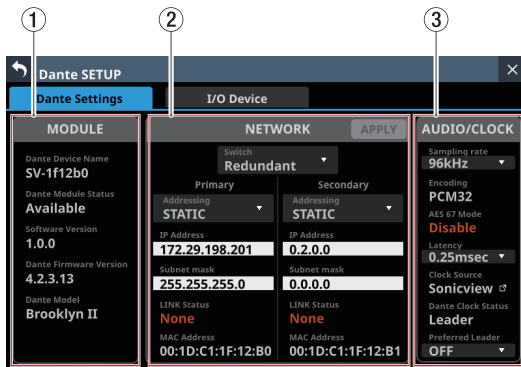 ① ② ③
Dante SETUP
Dante Settings
I/O Device
MODULE
Dante Device Name
SV-1f12b0
Dante Module Status
Available
Software Version
1.0.0
Dante Firmware Version
4.2.3.13
Dante Model
Brooklyn II
NETWORK
APPLY
Switch
Redundant
Primary
Addressing
STATIC
IP Address
172.29.198.201
Subnet mask
255.255.255.0
LINK Status
None
MAC Address
00:1D:C1:1F:12:B0
Secondary
Addressing
STATIC
IP Address
0.2.0.0
Subnet mask
0.0.0.0
LINK Status
None
MAC Address
00:1D:C1:1F:12:B1
AUDIO/CLOCK
Sampling rate
96kHz
Encoding
PCM32
AES 67 Mode
Disable
Latency
0.25msec
Clock Source
Sonicview
Dante Clock Status
Leader
Preferred Leader
OFF